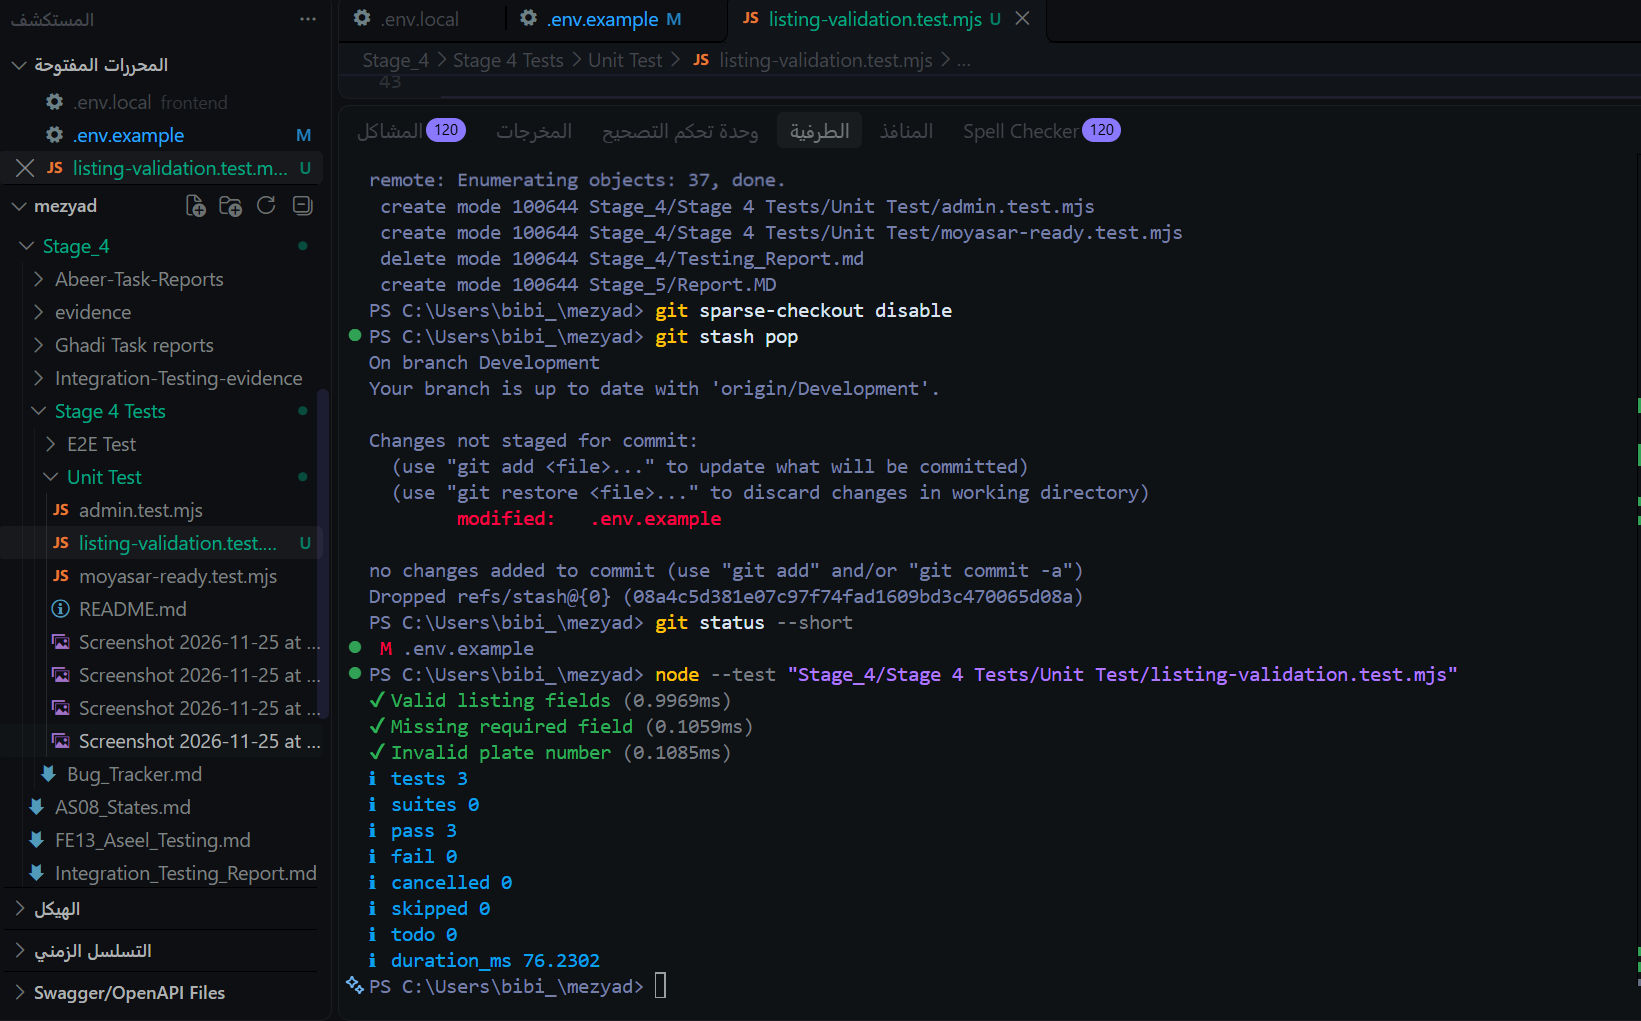 المستكشف
المحررات المفتوحة
.env.local frontend
.env.example M
JS listing-validation.test.m... U
mezyad
Stage_4
Abeer-Task-Reports
evidence
Ghadi Task reports
Integration-Testing-evidence
Stage 4 Tests
E2E Test
Unit Test
JS admin.test.mjs
JS listing-validation.test.... U
JS moyasar-ready.test.mjs
README.md
Screenshot 2026-11-25 at ...
Screenshot 2026-11-25 at ...
Screenshot 2026-11-25 at ...
Screenshot 2026-11-25 at ...
Bug_Tracker.md
AS08_States.md
FE13_Aseel_Testing.md
Integration_Testing_Report.md
الهيكل
التسلسل الزمني
Swagger/OpenAPI Files
.env.local
.env.example M
JS listing-validation.test.mjs U
Stage_4 > Stage 4 Tests > Unit Test > JS listing-validation.test.mjs > ...
43
المشاكل 120
المخرجات
وحدة تحكم التصحيح
الطرفية
المنافذ
Spell Checker 120
remote: Enumerating objects: 37, done.
create mode 100644 Stage_4/Stage 4 Tests/Unit Test/admin.test.mjs
create mode 100644 Stage_4/Stage 4 Tests/Unit Test/moyasar-ready.test.mjs
delete mode 100644 Stage_4/Testing_Report.md
create mode 100644 Stage_5/Report.MD
PS C:\Users\bibi_\mezyad> git sparse-checkout disable
PS C:\Users\bibi_\mezyad> git stash pop
On branch Development
Your branch is up to date with 'origin/Development'.
Changes not staged for commit:
(use "git add <file>..." to update what will be committed)
(use "git restore <file>..." to discard changes in working directory)
modified: .env.example
no changes added to commit (use "git add" and/or "git commit -a")
Dropped refs/stash@{0} (08a4c5d381e07c97f74fad1609bd3c470065d08a)
PS C:\Users\bibi_\mezyad> git status --short
M .env.example
PS C:\Users\bibi_\mezyad> node --test "Stage_4/Stage 4 Tests/Unit Test/listing-validation.test.mjs"
✓ Valid listing fields (0.9969ms)
✓ Missing required field (0.1059ms)
✓ Invalid plate number (0.1085ms)
ℹ tests 3
ℹ suites 0
ℹ pass 3
ℹ fail 0
ℹ cancelled 0
ℹ skipped 0
ℹ todo 0
ℹ duration_ms 76.2302
PS C:\Users\bibi_\mezyad>